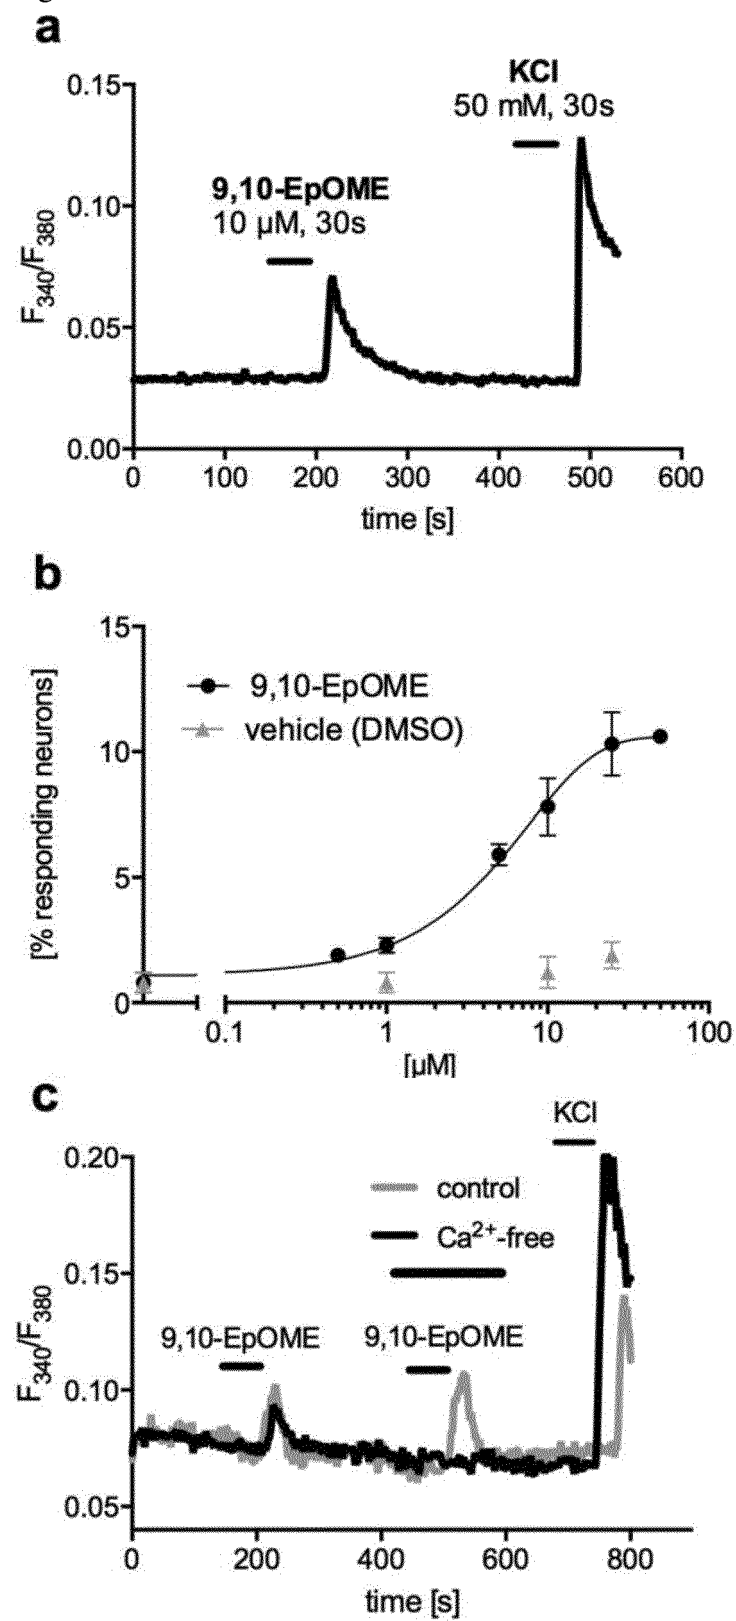 a
KCl
50 mM, 30s
9,10-EpOME
10 µM, 30s
F340/F380
0.15
0.10
0.05
0.00
0 100 200 300 400 500 600
time [s]
b
[% responding neurons]
15
10
5
0
9,10-EpOME
vehicle (DMSO)
0.1 1 10 100
[µM]
c
KCl
control
Ca2+-free
9,10-EpOME 9,10-EpOME
F340/F380
0.20
0.15
0.10
0.05
0 200 400 600 800
time [s]